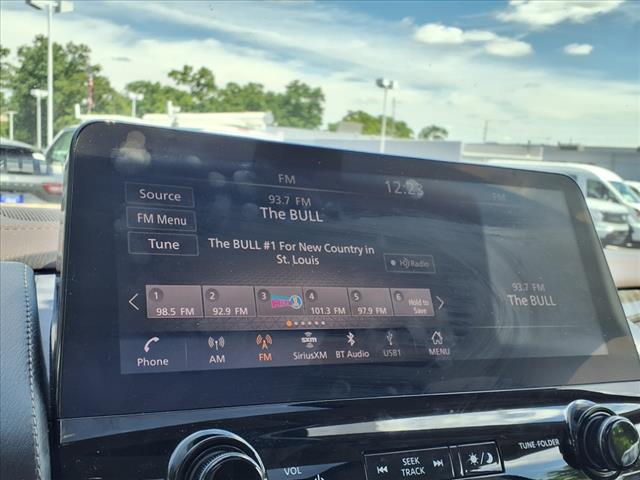 FM
12:23
FM
Source
93.7 FM
The BULL
FM Menu
Tune
The BULL #1 For New Country in
St. Louis
Radio
93.7 FM
The BULL
1 2 3 4 5 6 Hold to
Save
98.5 FM 92.9 FM 101.3 FM 97.9 FM
Phone AM FM SiriusXM BT Audio USB1 MENU
sxm
VOL
SEEK
TRACK
TUNE·FOLDER